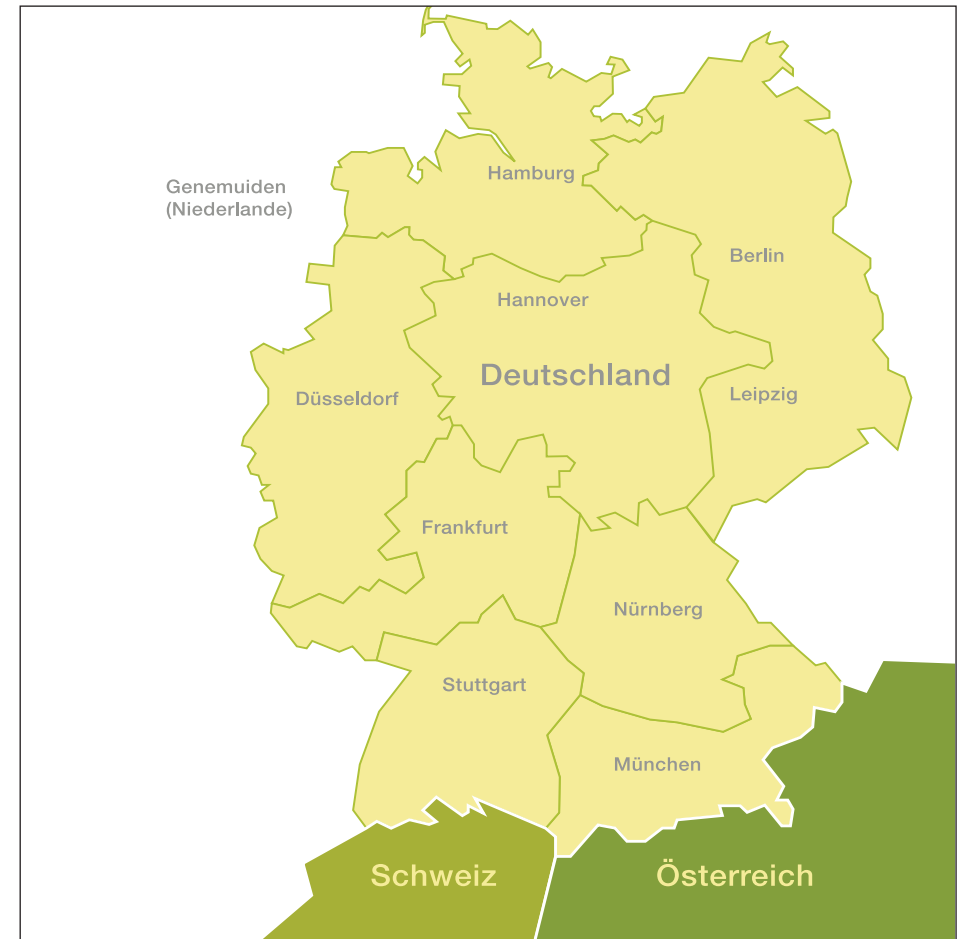 Hamburg
Genemuiden
(Niederlande)
Berlin
Hannover
Deutschland
Düsseldorf
Leipzig
Frankfurt
Nürnberg
Stuttgart
München
Schweiz
Österreich